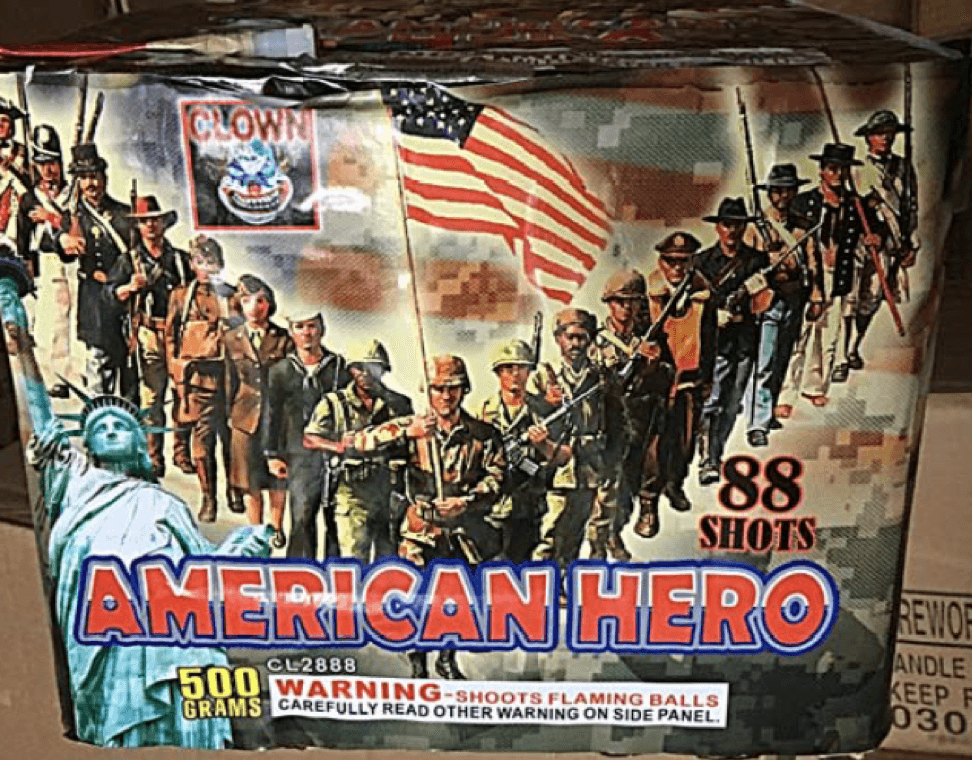 CLOWN
88
SHOTS
AMERICAN HERO
500
GRAMS
CL2888
WARNING-SHOOTS FLAMING BALLS
CAREFULLY READ OTHER WARNING ON SIDE PANEL.
REWOR
ANDLE
KEEP F
030